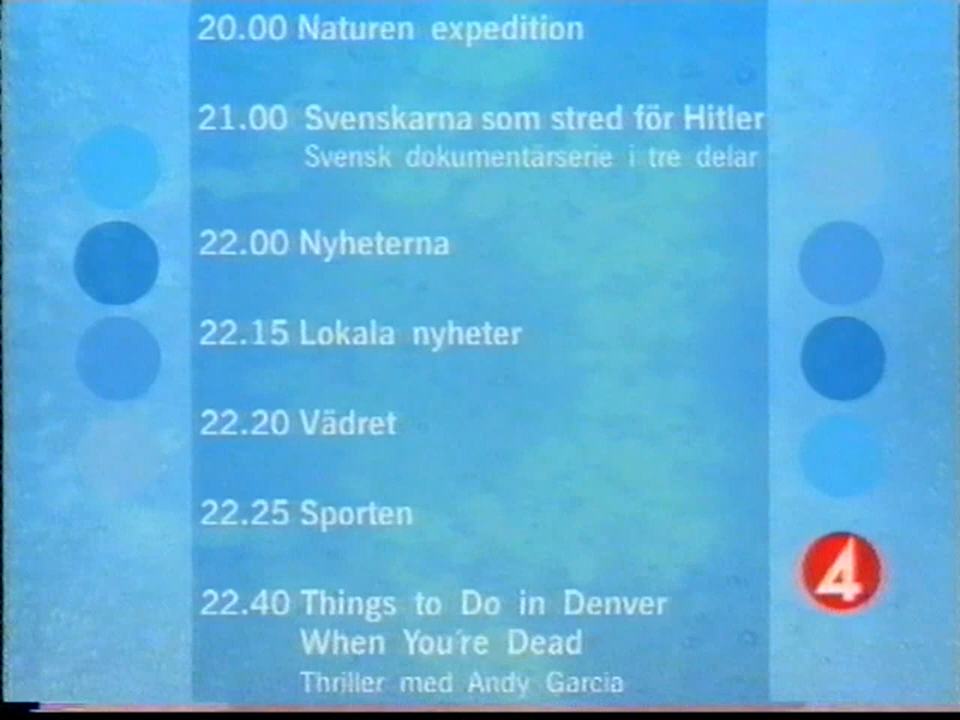 20.00 Naturen expedition
21.00 Svenskarna som stred för Hitler
Svensk dokumentärserie i tre delar
22.00 Nyheterna
22.15 Lokala nyheter
22.20 Vädret
22.25 Sporten
4
22.40 Things to Do in Denver
When You're Dead
Thriller med Andy Garcia